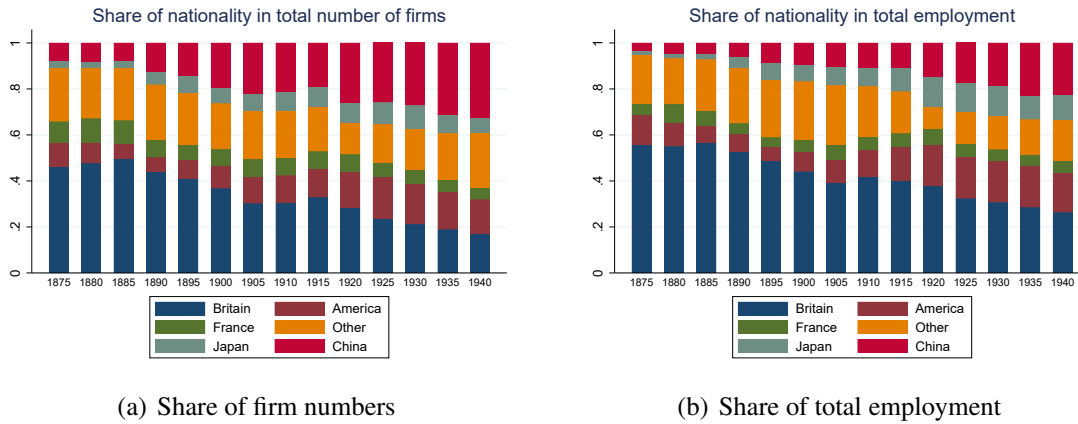 Share of nationality in total number of firms
1
.8
.6
.4
.2
0
1875 1880 1885 1890 1895 1900 1905 1910 1915 1920 1925 1930 1935 1940
Britain America
France Other
Japan China
(a) Share of firm numbers
Share of nationality in total employment
1
.8
.6
.4
.2
0
1875 1880 1885 1890 1895 1900 1905 1910 1915 1920 1925 1930 1935 1940
Britain America
France Other
Japan China
(b) Share of total employment